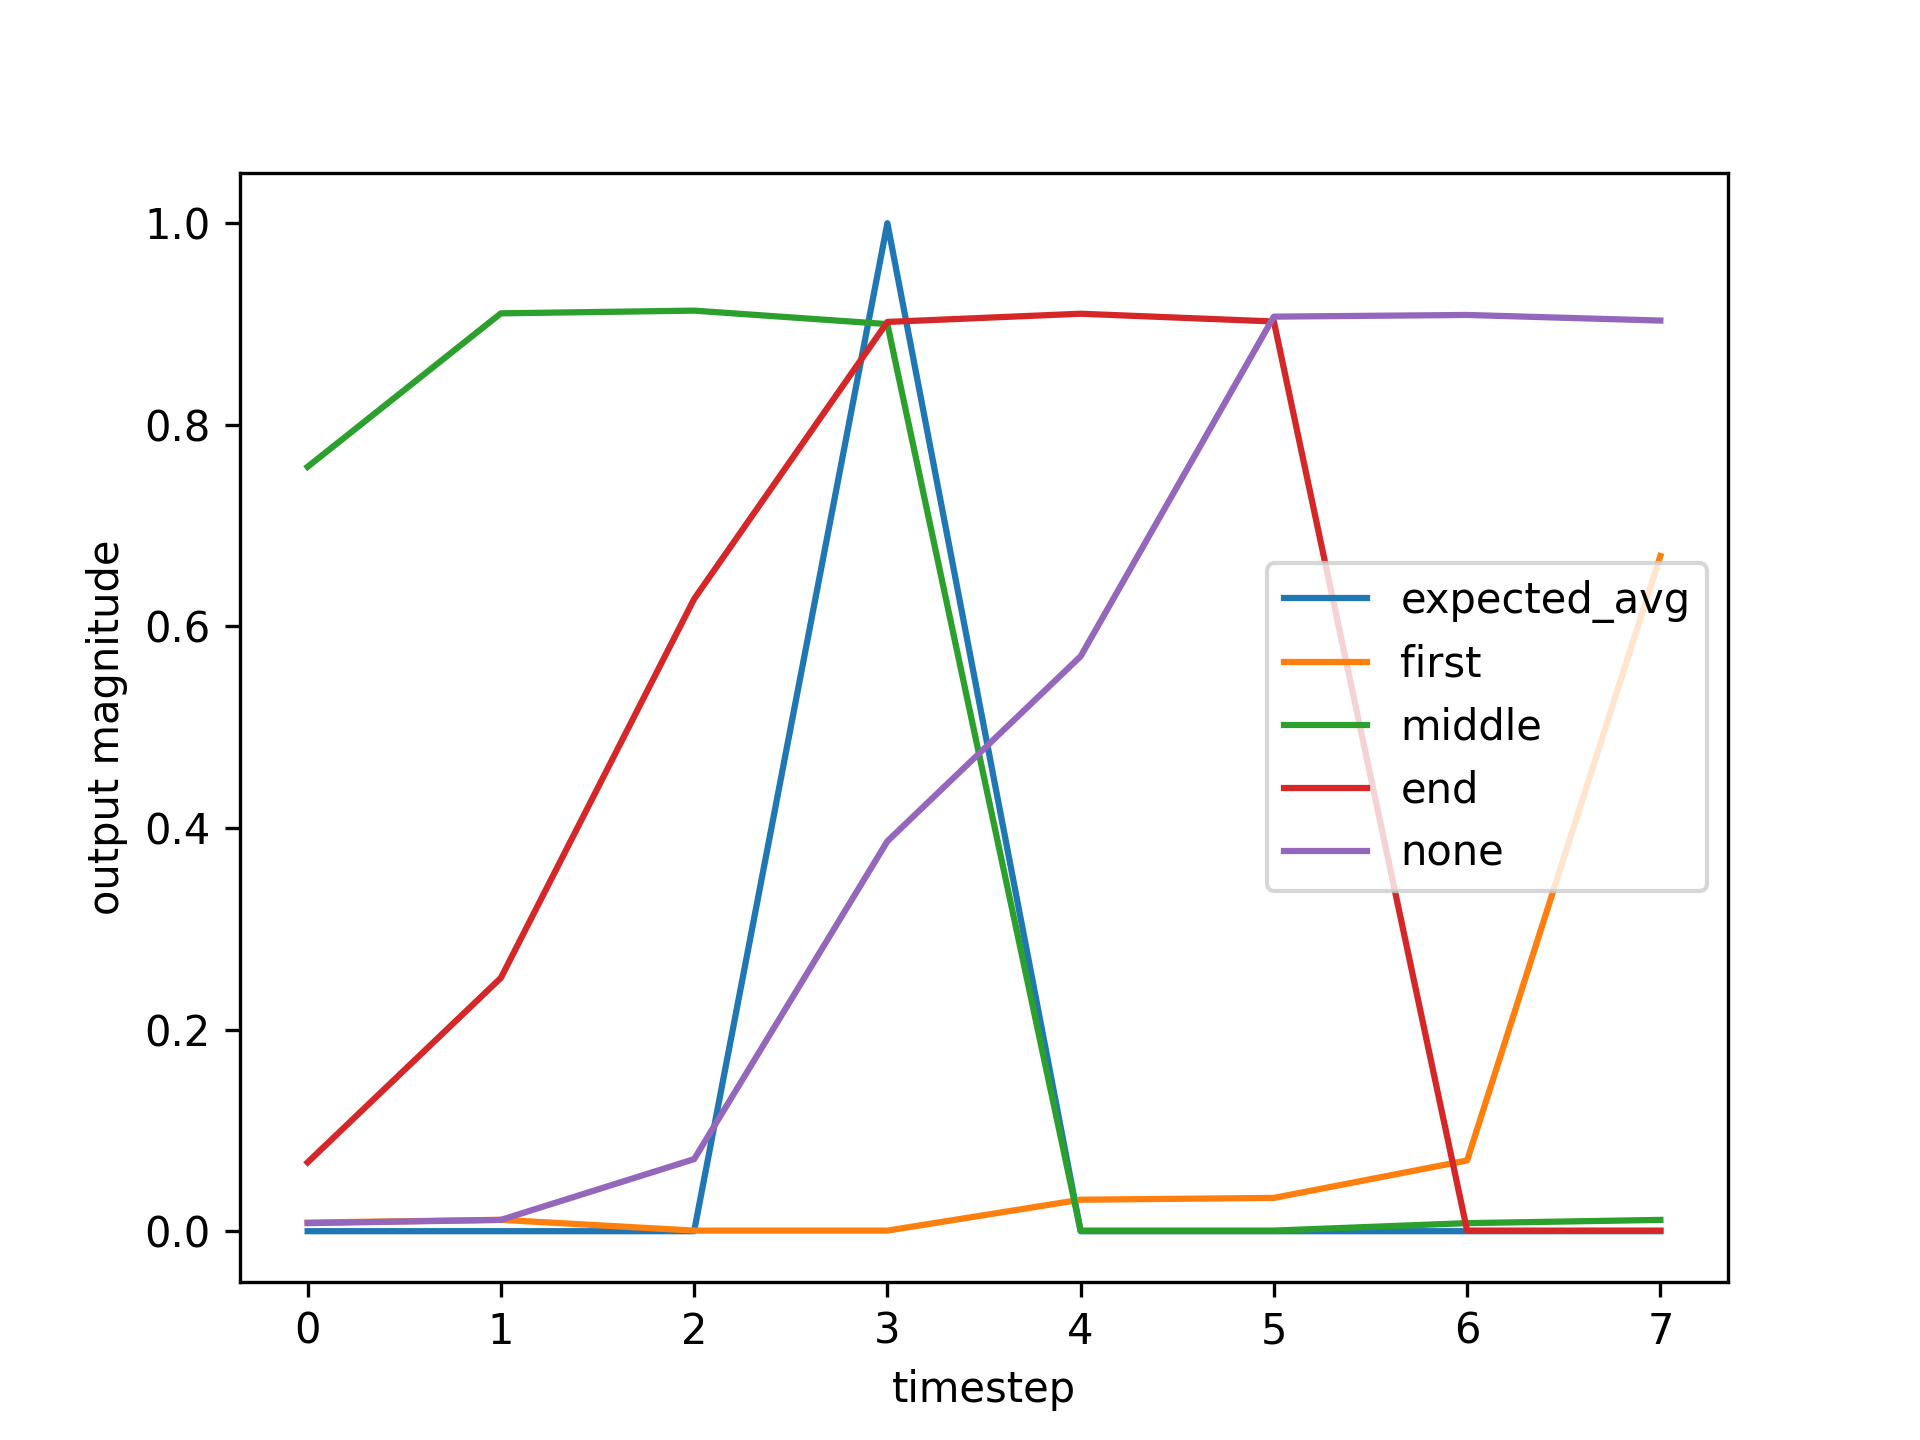 1.0
0.8
0.6
0.4
0.2
0.0
output magnitude
expected_avg
first
middle
end
none
0 1 2 3 4 5 6 7
timestep